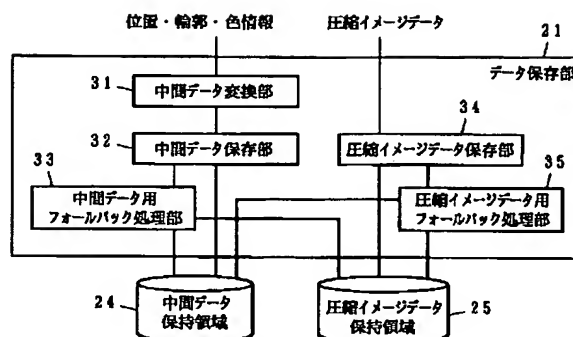 位置・輪郭・色情報
圧縮イメージデータ
21
データ保存部
31
中間データ変換部
32
中間データ保存部
34
圧縮イメージデータ保存部
33
中間データ用
フォールバック処理部
35
圧縮イメージデータ用
フォールバック処理部
24
中間データ
保持領域
圧縮イメージデータ
保持領域
25